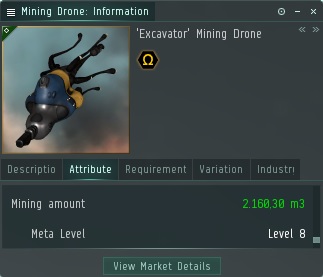 Mining Drone: Information
'Excavator' Mining Drone
Ω
Descriptio Attribute Requirement Variation Industri
Mining amount 2.160,30 m3
Meta Level Level 8
View Market Details